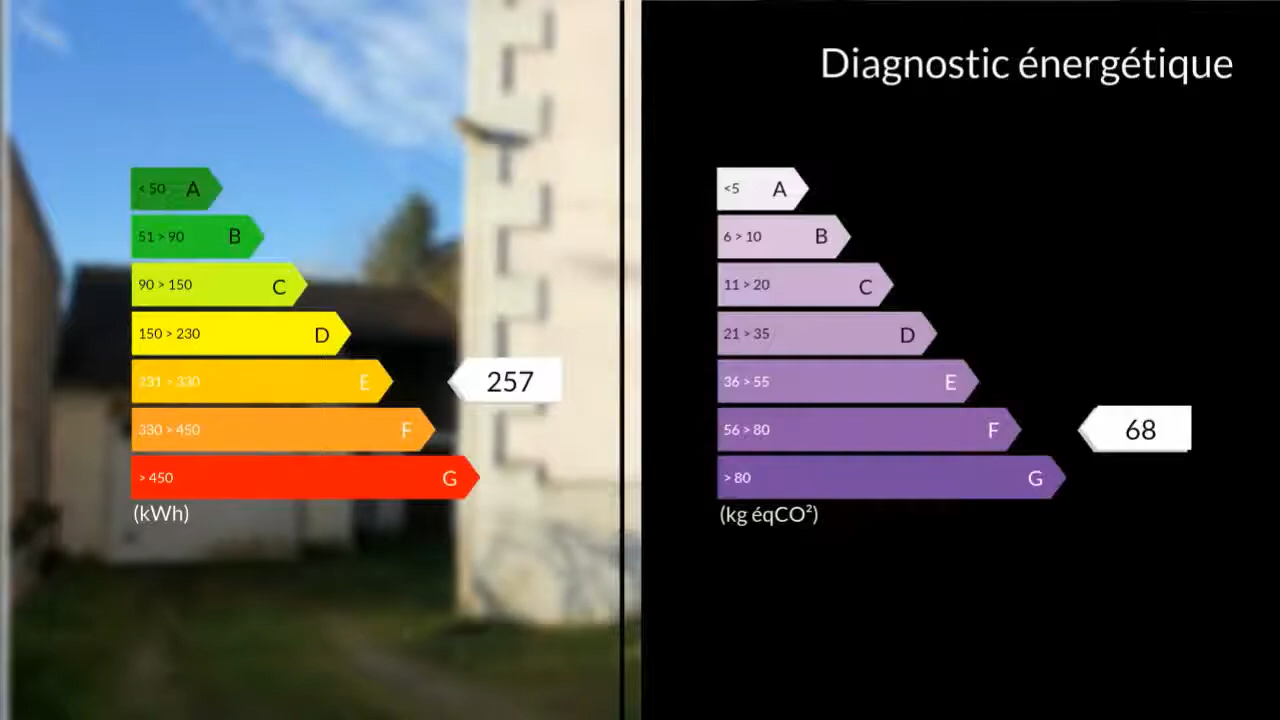 Diagnostic énergétique
< 50 A
51 > 90 B
90 > 150 C
150 > 230 D
231 > 330 E
257
330 > 450 F
> 450 G
(kWh)
<5 A
6 > 10 B
11 > 20 C
21 > 35 D
36 > 55 E
56 > 80 F
68
> 80 G
(kg éqCO²)